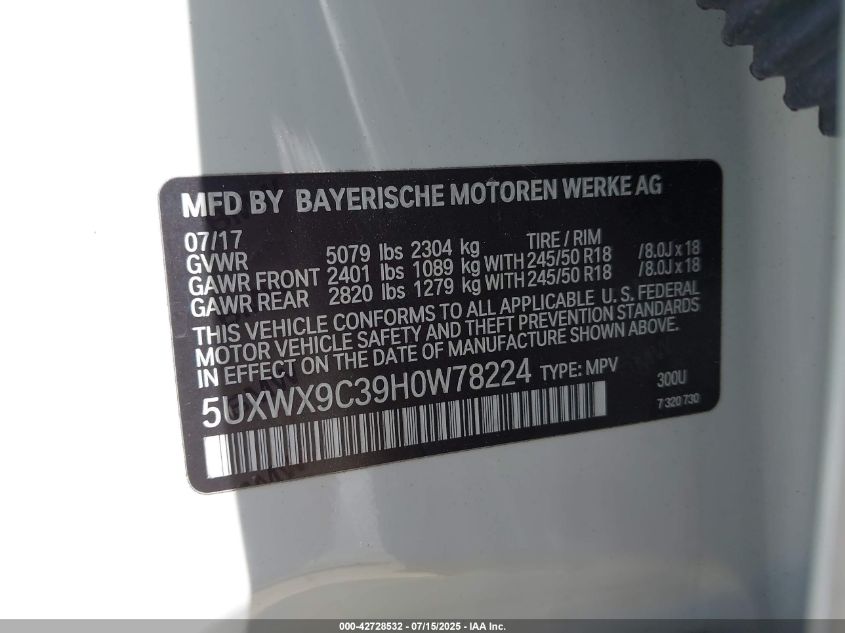 MFD BY BAYERISCHE MOTOREN WERKE AG
07/17 TIRE / RIM
GVWR 5079 lbs 2304 kg
GAWR FRONT 2401 lbs 1089 kg WITH 245/50 R18 / 8.0J x 18
GAWR REAR 2820 lbs 1279 kg WITH 245/50 R18 / 8.0J x 18
THIS VEHICLE CONFORMS TO ALL APPLICABLE U. S. FEDERAL
MOTOR VEHICLE SAFETY AND THEFT PREVENTION STANDARDS
IN EFFECT ON THE DATE OF MANUFACTURE SHOWN ABOVE.
5UXWX9C39H0W78224 TYPE: MPV 300U
7 320 730
000-42728532 - 07/15/2025 - IAA Inc.